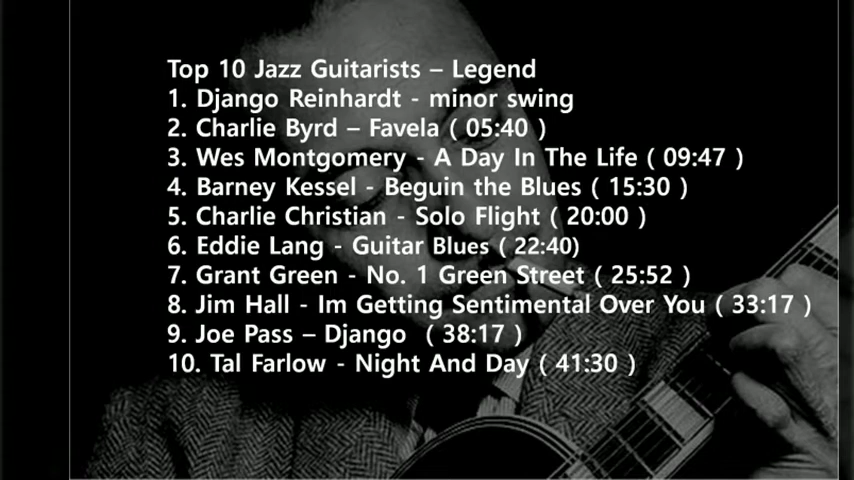 Top 10 Jazz Guitarists – Legend
1. Django Reinhardt - minor swing
2. Charlie Byrd – Favela ( 05:40 )
3. Wes Montgomery - A Day In The Life ( 09:47 )
4. Barney Kessel - Beguin the Blues ( 15:30 )
5. Charlie Christian - Solo Flight ( 20:00 )
6. Eddie Lang - Guitar Blues ( 22:40)
7. Grant Green - No. 1 Green Street ( 25:52 )
8. Jim Hall - Im Getting Sentimental Over You ( 33:17 )
9. Joe Pass – Django ( 38:17 )
10. Tal Farlow - Night And Day ( 41:30 )